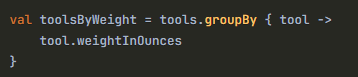 val toolsByWeight = tools.groupBy { tool ->
    tool.weightInOunces
}